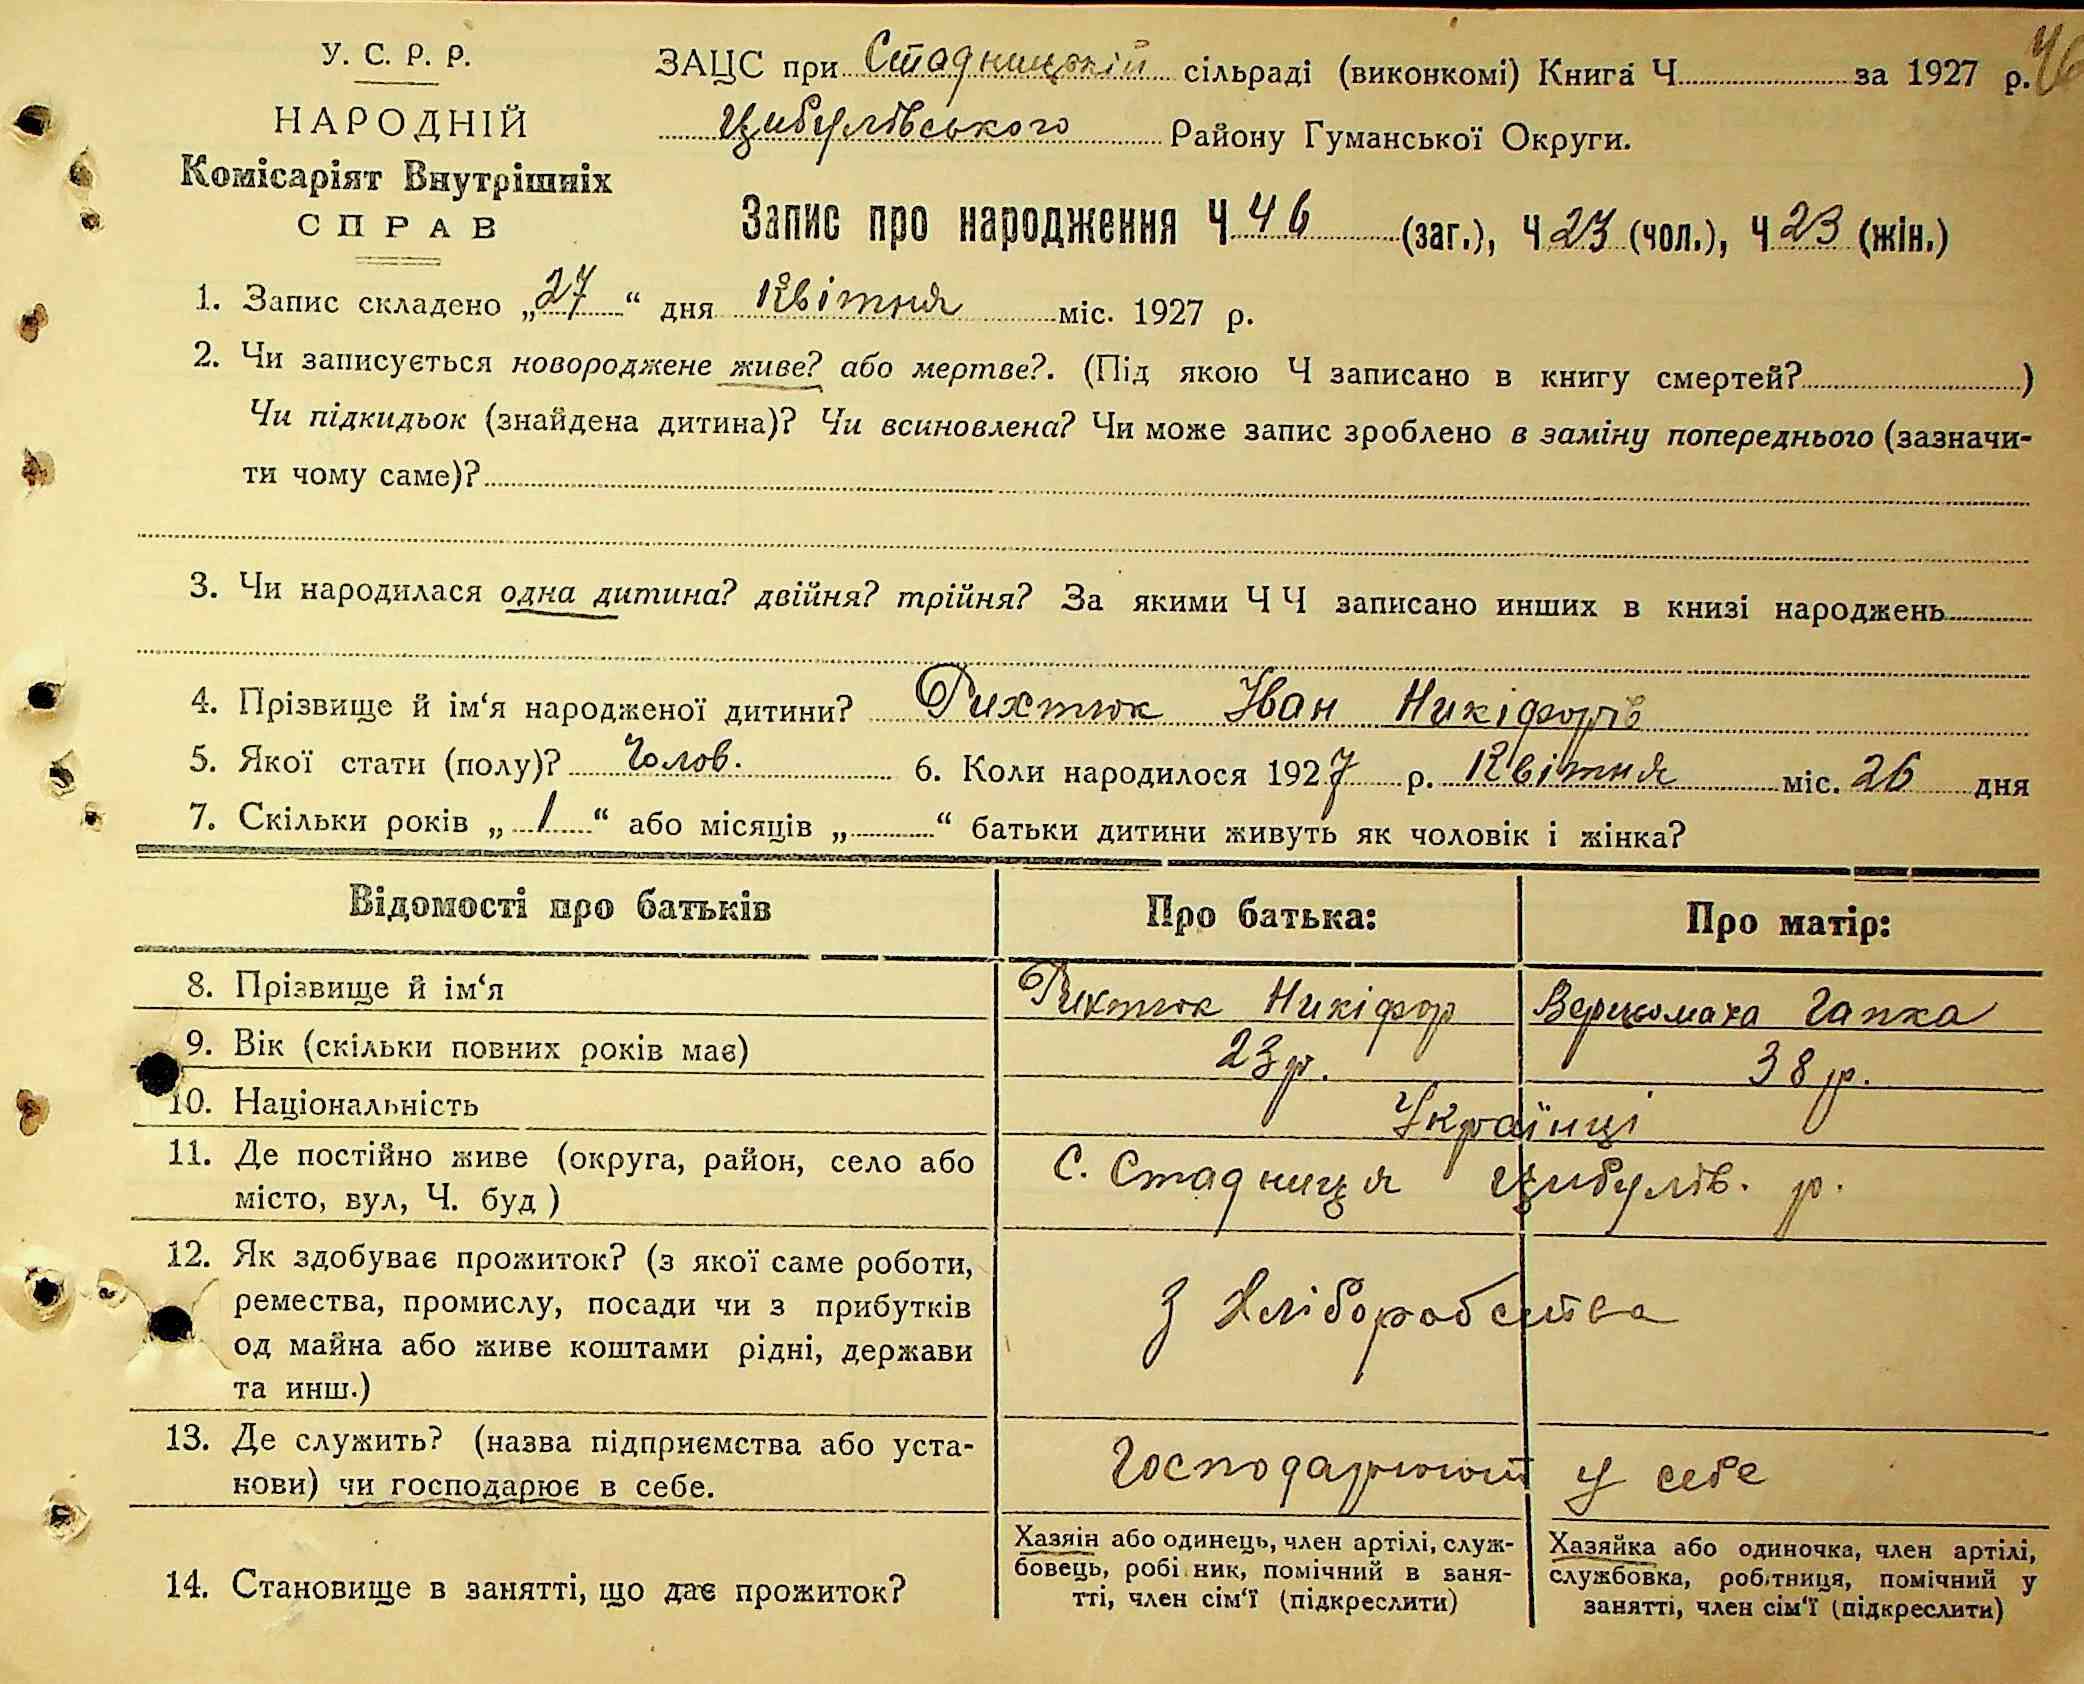 У. С. Р. Р.
НАРОДНІЙ
Комісаріят Внутрішніх
СПРАВ
46
ЗАЦС при Стадницькій сільраді (виконкомі) Книга Ч. за 1927 р.
Цибулівського Району Гуманської Округи.
Запис про народження Ч 46 (заг.), Ч 23 (чол.), Ч 23 (жін.)
1. Запис складено „27“ дня Квітня міс. 1927 р.
2. Чи записується новороджене живе? або мертве?. (Під якою Ч записано в книгу смертей? )
Чи підкидьок (знайдена дитина)? Чи всиновлена? Чи може запис зроблено в заміну попереднього (зазначи-
ти чому саме)?
3. Чи народилася одна дитина? двійня? трійня? За якими Ч Ч записано инших в книзі народжень
4. Прізвище й ім‘я народженої дитини? Рихтюк Іван Никіфорів
5. Якої стати (полу)? Чолов. 6. Коли народилося 1927 р. Квітня міс. 26 дня
7. Скільки років „1“ або місяців „ “ батьки дитини живуть як чоловік і жінка?
Відомості про батьків Про батька: Про матір:
8. Прізвище й ім‘я Рихтюк Никіфор Гапка
9. Вік (скільки повних років має) 23 р. 38 р.
10. Національність Українці
11. Де постійно живе (округа, район, село або
місто, вул, Ч. буд ) С. Стадниця Цибулів. р.
12. Як здобуває прожиток? (з якої саме роботи,
ремества, промислу, посади чи з прибутків
од майна або живе коштами рідні, держави
та инш.) З Хліборобства
13. Де служить? (назва підприємства або уста-
нови) чи господарює в себе. Господарюют у себе
14. Становище в занятті, що дає прожиток?
Хазяін або одинець, член артілі, служ-
бовець, робі ник, помічний в заня-
тті, член сім‘ї (підкреслити)
Хазяйка або одиночка, член артілі,
службовка, робітниця, помічний у
занятті, член сім‘ї (підкреслити)